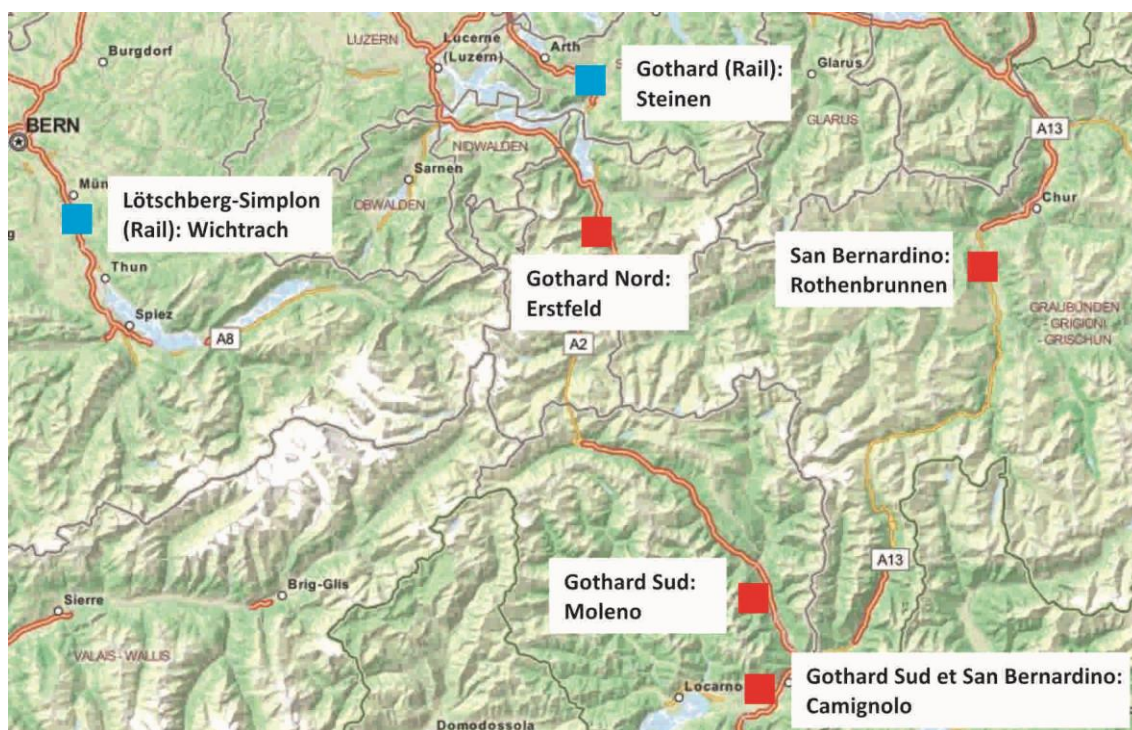 Burgdorf
LUZERN
Lucerne
(Luzern)
Arth
Gothard (Rail):
Steinen
Glarus
GLARUS
BERN
A13
NIDWALDEN
Sarnen
OBWALDEN
Mün
Lötschberg-Simplon
(Rail): Wichtrach
Chur
Thun
Gothard Nord:
Erstfeld
San Bernardino:
Rothenbrunnen
Spiez
A8
A2
GRAUBÜNDEN
- GRIGIONI
- GRISCHUN
Gothard Sud:
Moleno
A13
Brig-Glis
Sierre
VALAIS - WALLIS
Locarno
Gothard Sud et San Bernardino:
Camignolo
Domodossola